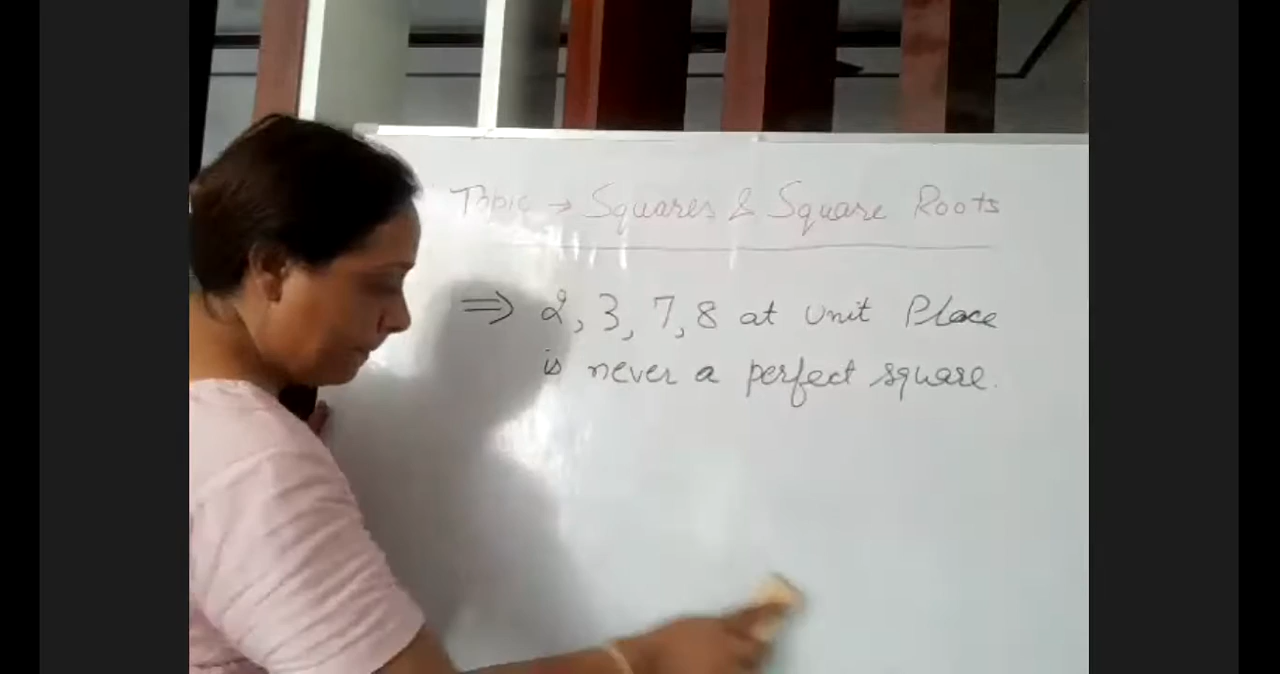 Topic → Squares & Square Roots
⇒ 2, 3, 7, 8 at Unit Place
is never a perfect square.